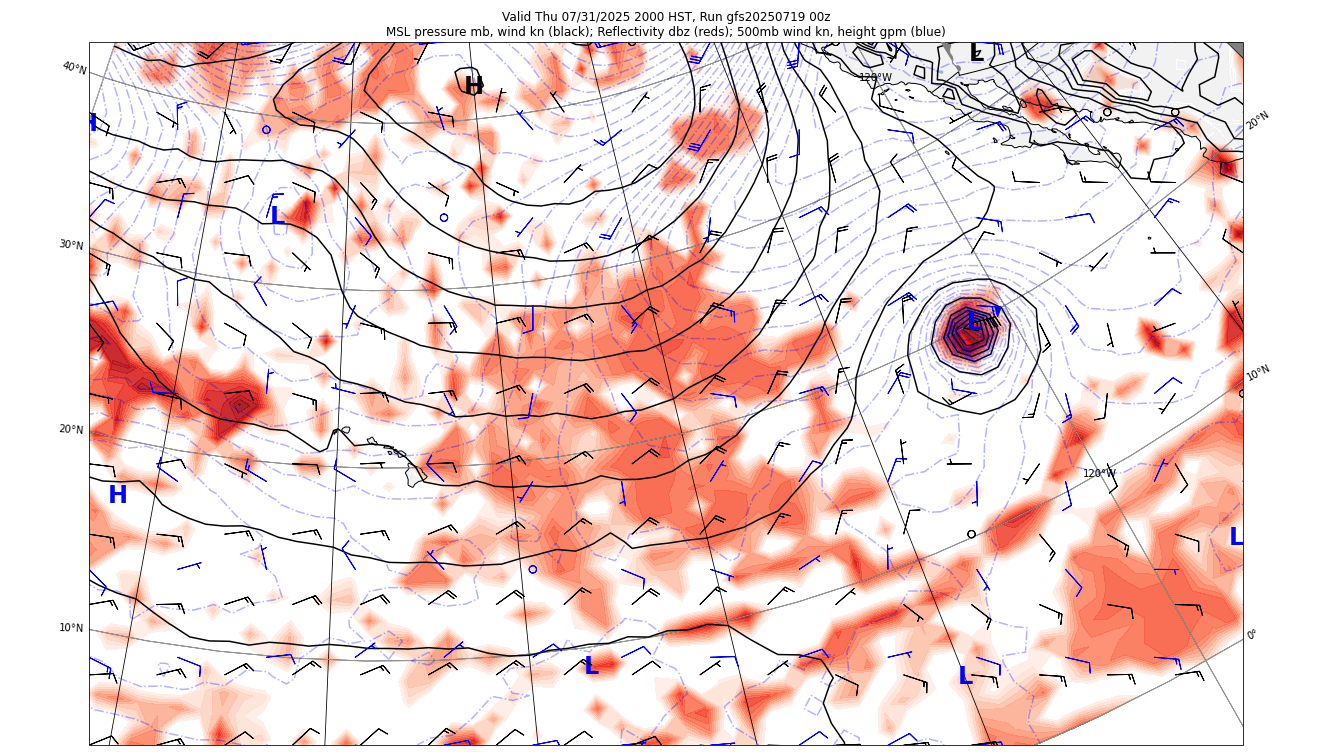 Valid Thu 07/31/2025 2000 HST, Run gfs20250719 00z
MSL pressure mb, wind kn (black); Reflectivity dbz (reds); 500mb wind kn, height gpm (blue)
40°N
H
L
120°W
20°N
H
L
30°N
L
10°N
20°N
120°W
H
L
10°N
0°
L
L